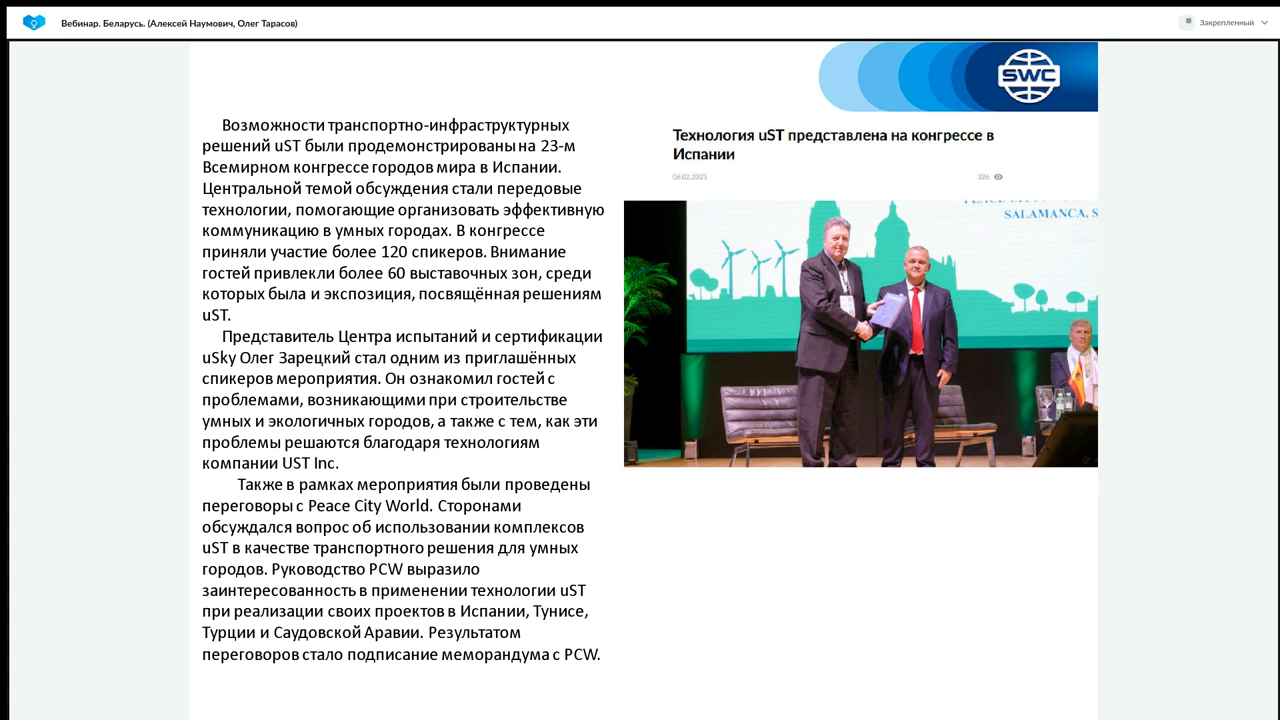 Вебинар. Беларусь. (Алексей Наумович, Олег Тарасов)
Закрепленный
SWC
Возможности транспортно-инфраструктурных
решений uST были продемонстрированы на 23-м
Всемирном конгрессе городов мира в Испании.
Центральной темой обсуждения стали передовые
технологии, помогающие организовать эффективную
коммуникацию в умных городах. В конгрессе
приняли участие более 120 спикеров. Внимание
гостей привлекли более 60 выставочных зон, среди
которых была и экспозиция, посвящённая решениям
uST.
Представитель Центра испытаний и сертификации
uSky Олег Зарецкий стал одним из приглашённых
спикеров мероприятия. Он ознакомил гостей с
проблемами, возникающими при строительстве
умных и экологичных городов, а также с тем, как эти
проблемы решаются благодаря технологиям
компании UST Inc.
Также в рамках мероприятия были проведены
переговоры с Peace City World. Сторонами
обсуждался вопрос об использовании комплексов
uST в качестве транспортного решения для умных
городов. Руководство PCW выразило
заинтересованность в применении технологии uST
при реализации своих проектов в Испании, Тунисе,
Турции и Саудовской Аравии. Результатом
переговоров стало подписание меморандума с PCW.
Технология uST представлена на конгрессе в
Испании
06.02.2023
326
SALAMANCA, S